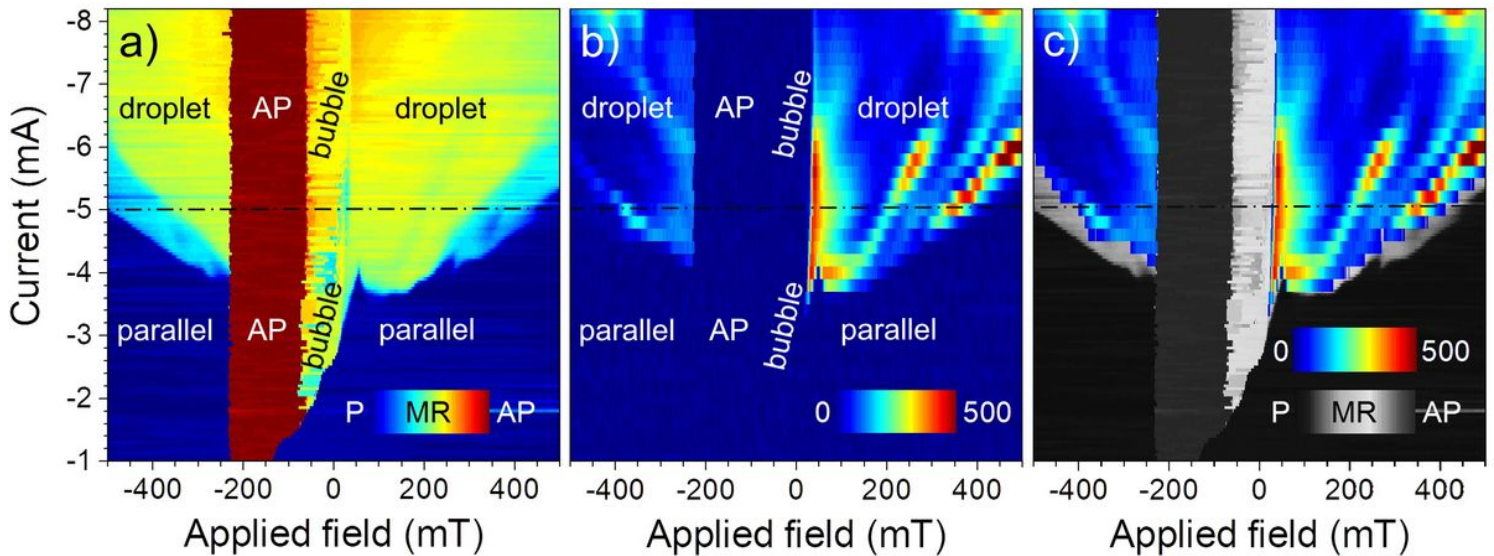 Current (mA)
-8
-7
-6
-5
-4
-3
-2
-1
a)
droplet
AP
bubble
droplet
parallel
AP
bubble
parallel
P MR AP
-400 -200 0 200 400
Applied field (mT)
b)
droplet
AP
bubble
droplet
parallel
AP
bubble
parallel
0 500
-400 -200 0 200 400
Applied field (mT)
c)
0 500
P MR AP
-400 -200 0 200 400
Applied field (mT)